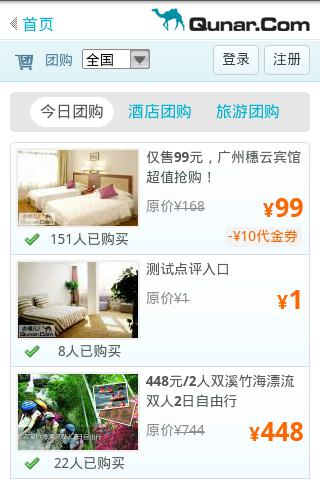 首页
Qunar.Com
团购
全国
登录
注册
今日团购
酒店团购
旅游团购
仅售99元，广州穗云宾馆
超值抢购！
原价¥168
¥99
151人已购买
-¥10代金券
测试点评入口
原价¥1
¥1
去哪儿?
Qunar.Com
8人已购买
448元/2人双溪竹海漂流
双人2日自由行
原价¥744
¥448
22人已购买